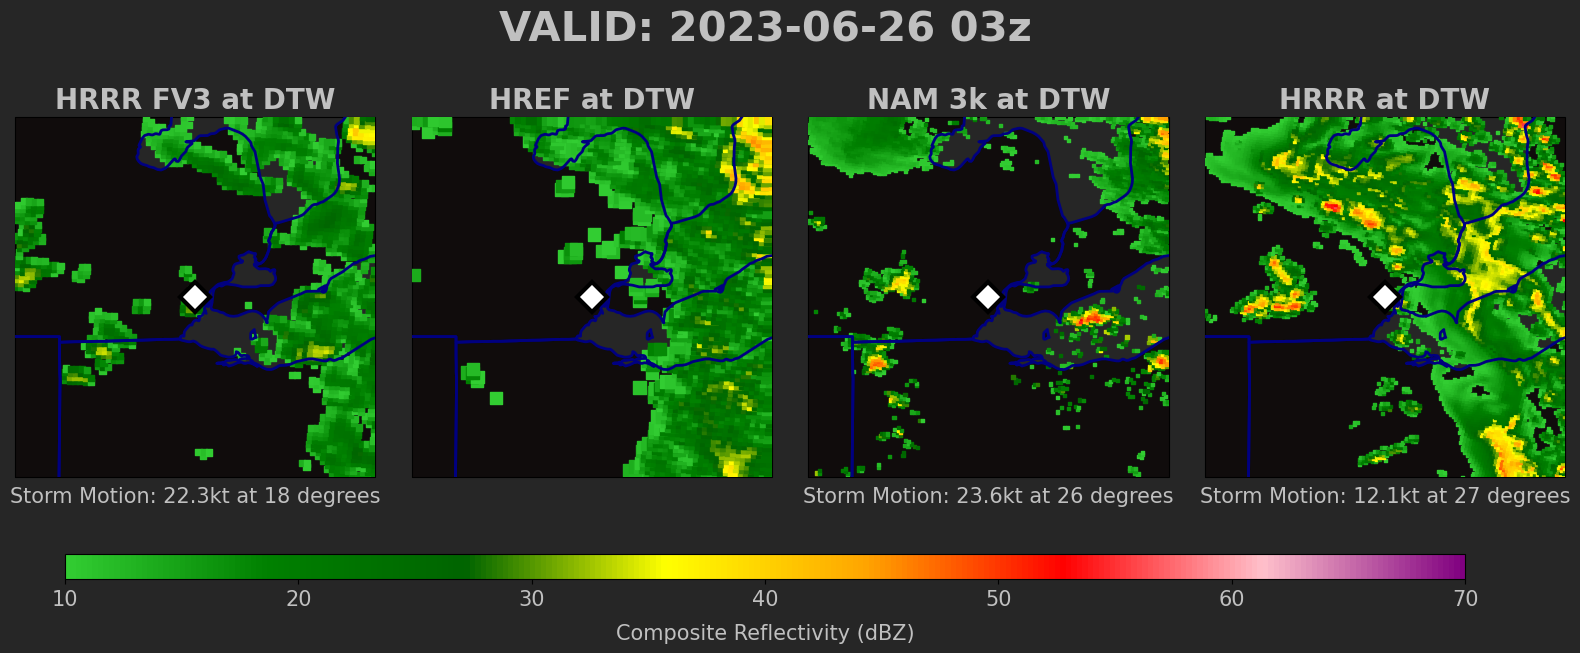 VALID: 2023-06-26 03z
HRRR FV3 at DTW
HREF at DTW
NAM 3k at DTW
HRRR at DTW
Storm Motion: 22.3kt at 18 degrees
Storm Motion: 23.6kt at 26 degrees
Storm Motion: 12.1kt at 27 degrees
10 20 30 40 50 60 70
Composite Reflectivity (dBZ)